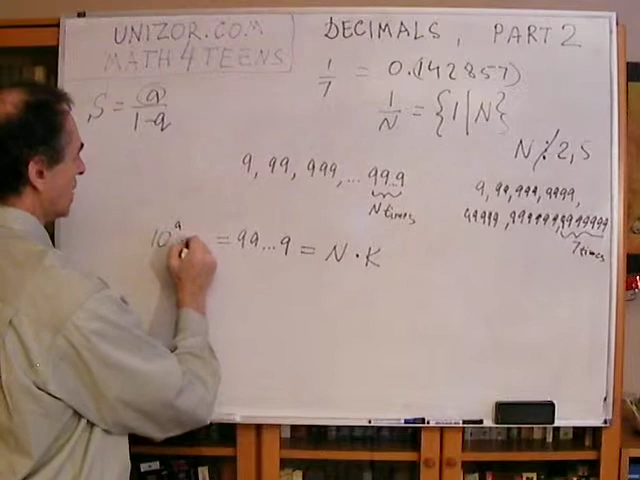 UNIZOR.COM
MATH 4 TEENS
DECIMALS, PART 2
1/7 = 0.(142857)
S = a/(1-q)
1/N = {1|N}
N ⋮̸ 2,5
9, 99, 999, ... 99..9
N times
9, 99, 999, 9999,
99999, 999999, 9999999
7 times
10^a = 99...9 = N · K